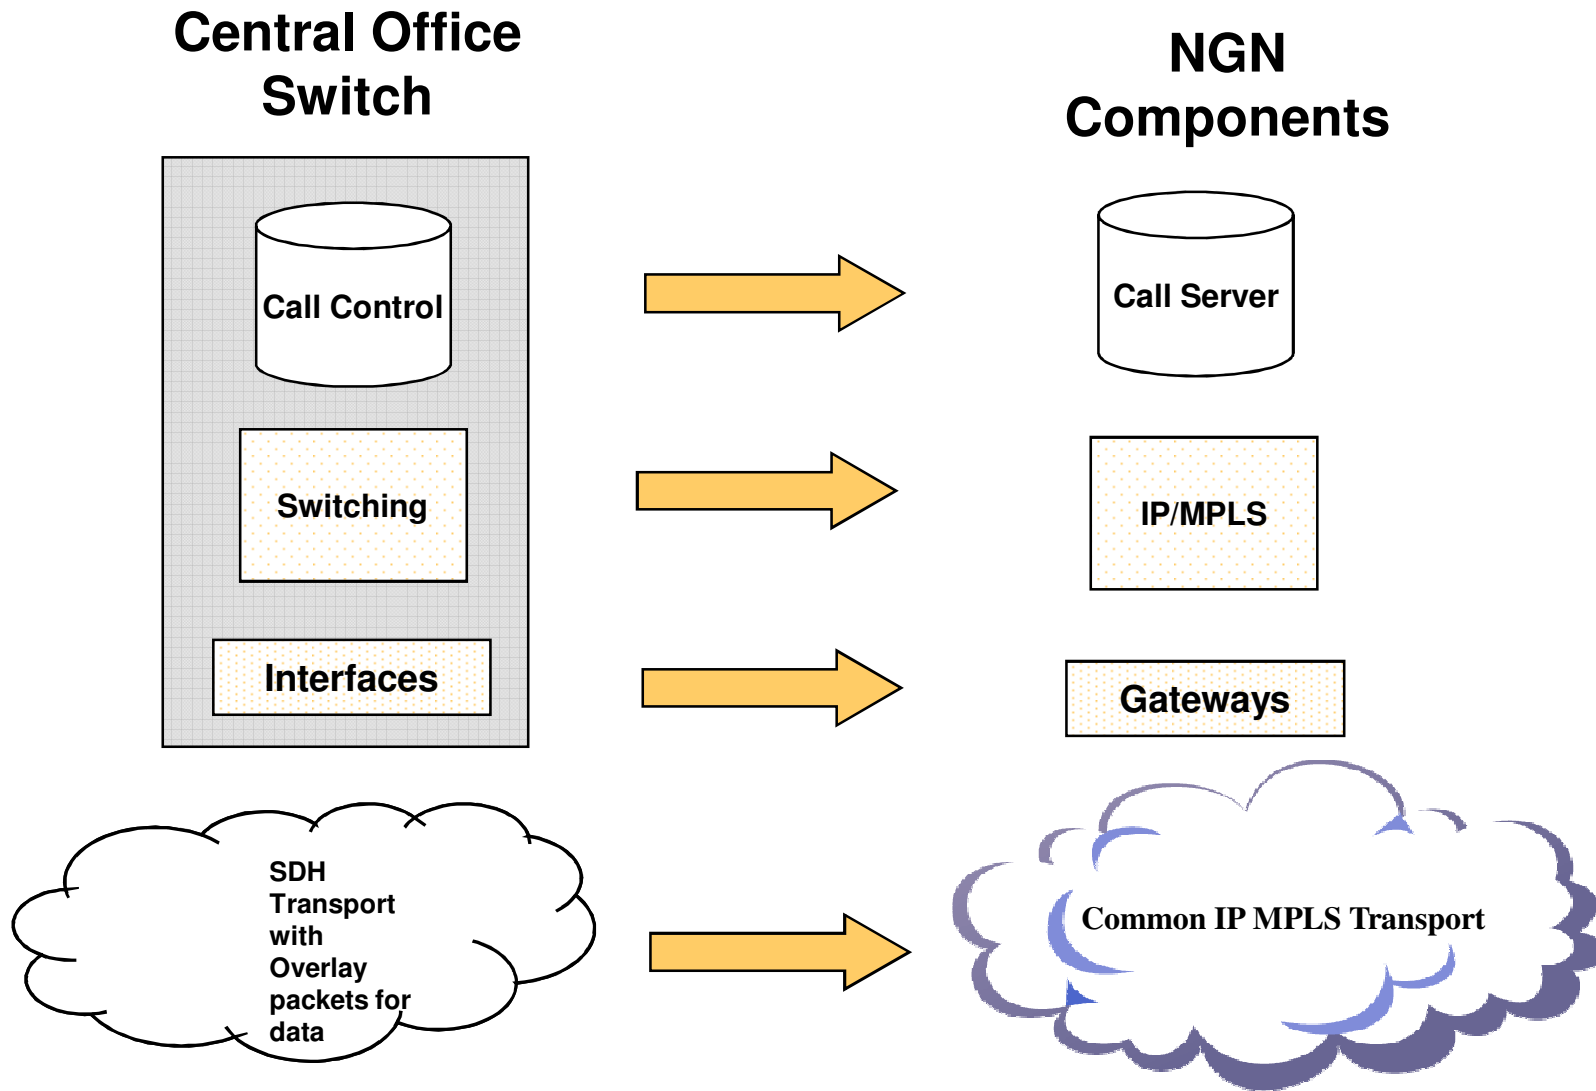 Central Office
Switch
NGN
Components
Call Control
Call Server
Switching
IP/MPLS
Interfaces
Gateways
SDH
Transport
with
Overlay
packets for
data
Common IP MPLS Transport